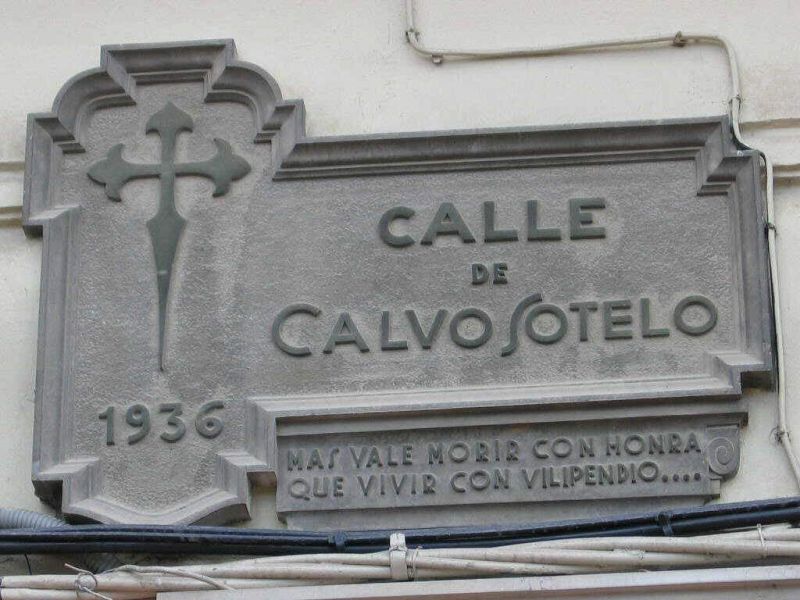 CALLE
DE
CALVO SOTELO
1936
MAS VALE MORIR CON HONRA
QUE VIVIR CON VILIPENDIO.....